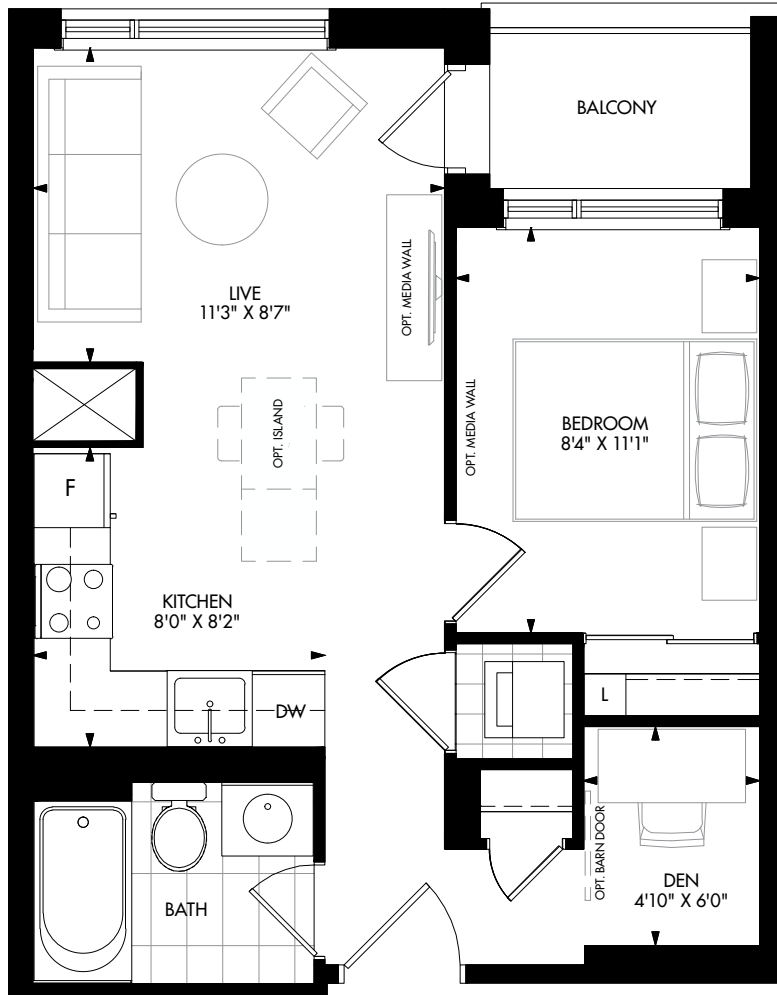 BALCONY
LIVE
11'3" X 8'7"
OPT. MEDIA WALL
OPT. MEDIA WALL
BEDROOM
8'4" X 11'1"
OPT. ISLAND
F
KITCHEN
8'0" X 8'2"
L
DW
OPT. BARN DOOR
DEN
4'10" X 6'0"
BATH